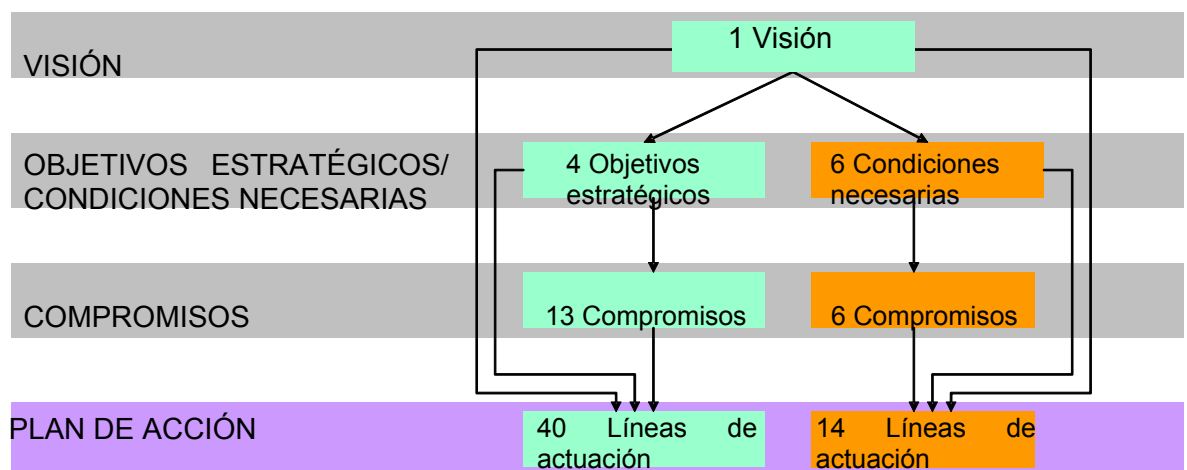 1 Visión
VISIÓN
OBJETIVOS ESTRATÉGICOS/
CONDICIONES NECESARIAS
4 Objetivos
estratégicos
6 Condiciones
necesarias
COMPROMISOS
13 Compromisos
6 Compromisos
PLAN DE ACCIÓN
40 Líneas de
actuación
14 Líneas de
actuación